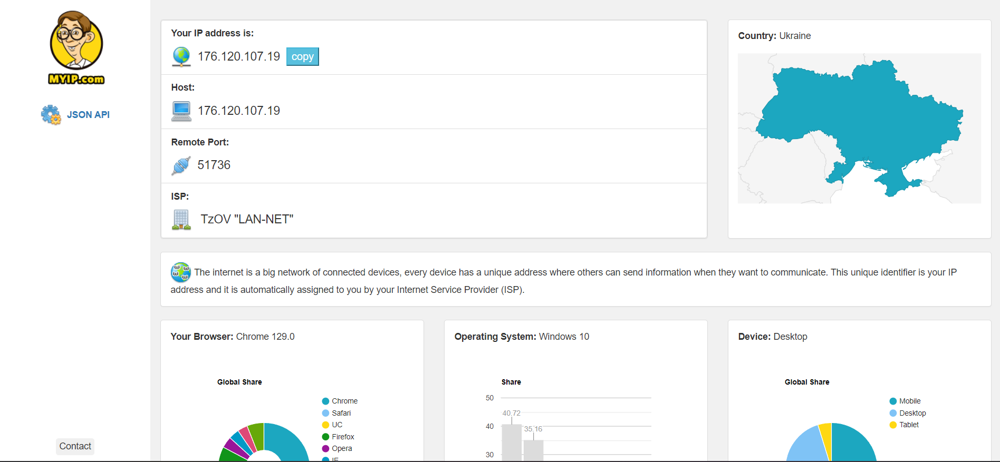 MYIP.com
JSON API
Contact
Your IP address is:
176.120.107.19 copy
Host:
176.120.107.19
Remote Port:
51736
ISP:
TzOV "LAN-NET"
Country: Ukraine
The internet is a big network of connected devices, every device has a unique address where others can send information when they want to communicate. This unique identifier is your IP
address and it is automatically assigned to you by your Internet Service Provider (ISP).
Your Browser: Chrome 129.0
Global Share
Chrome
Safari
UC
Firefox
Opera
IE
Operating System: Windows 10
Share
50
40.72
40
35.16
30
Device: Desktop
Global Share
Mobile
Desktop
Tablet